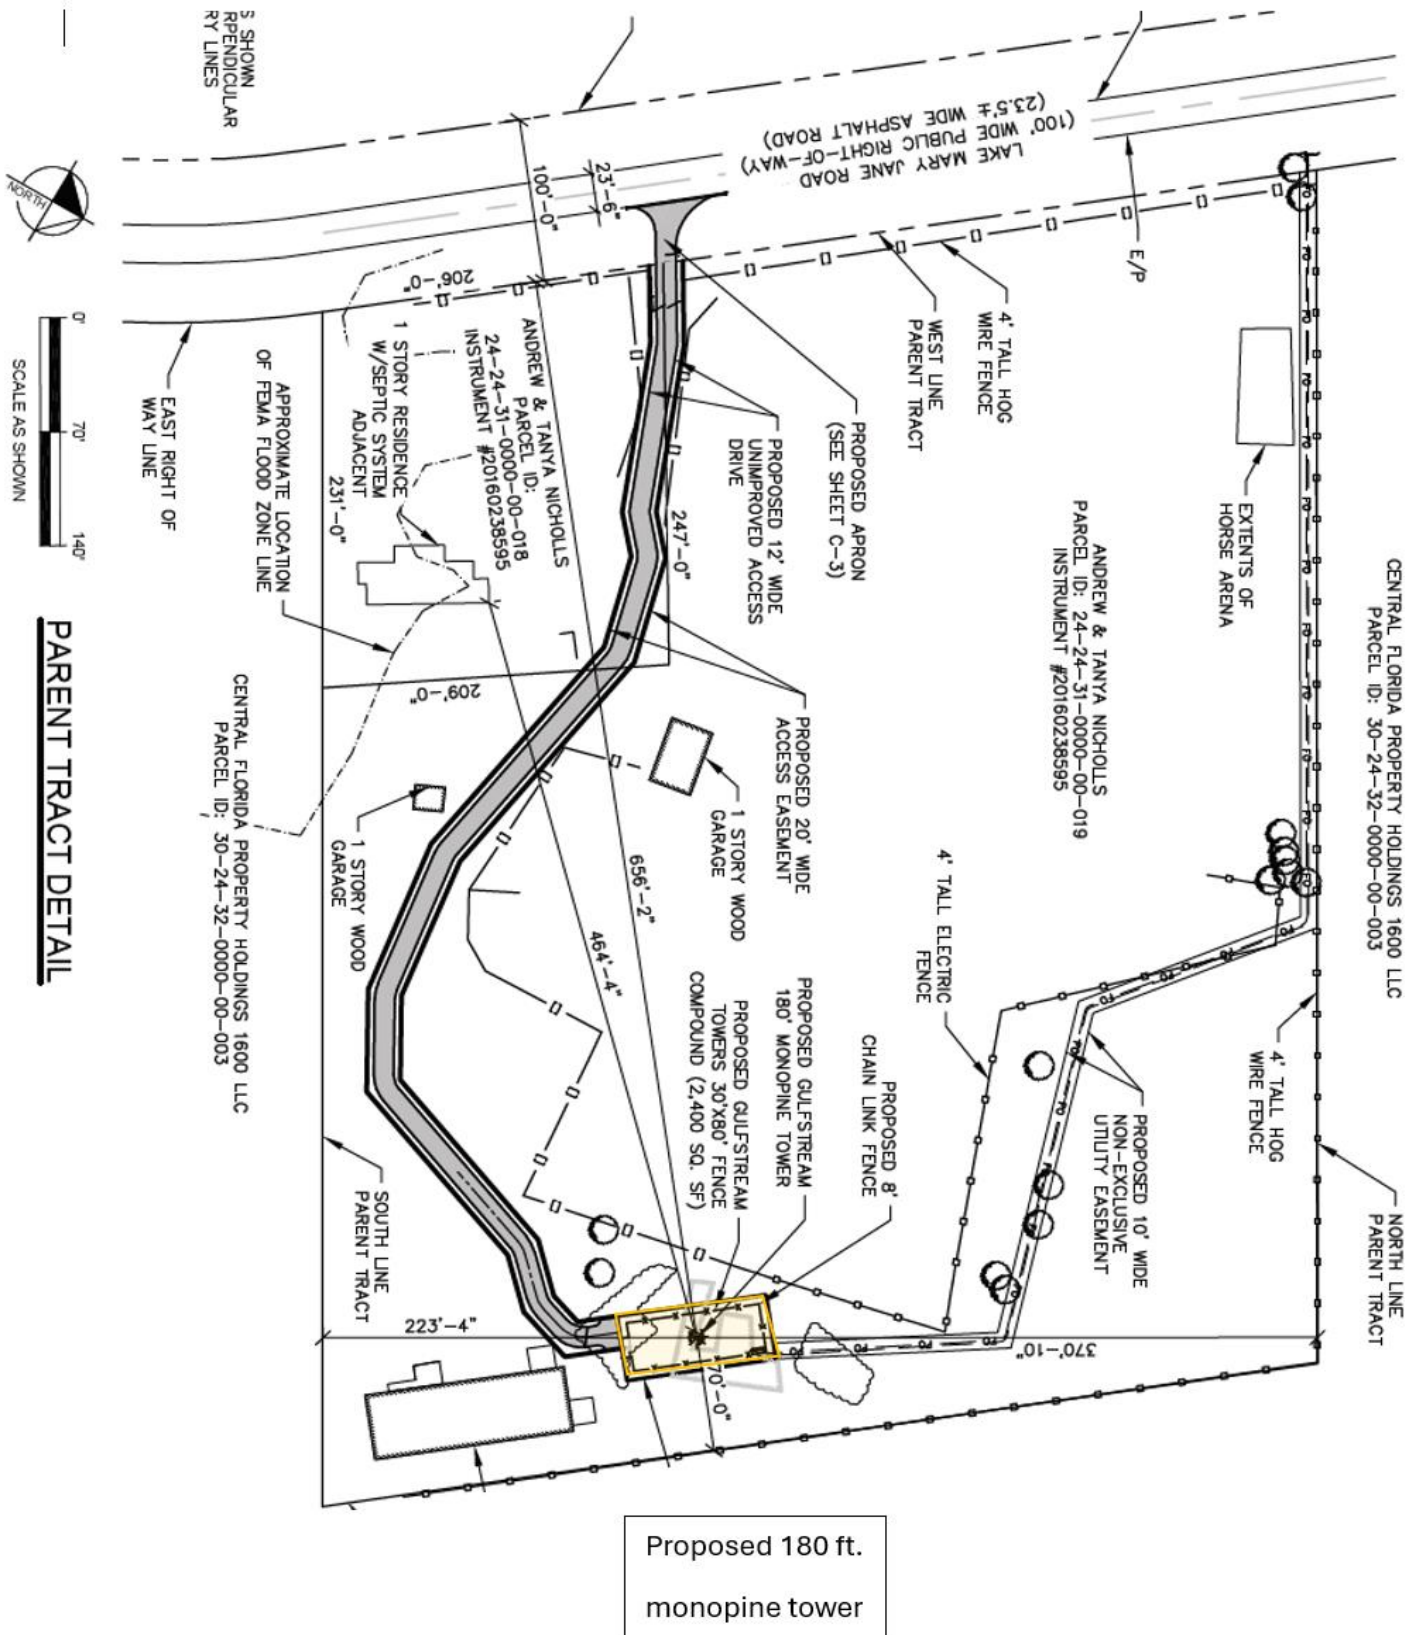 S SHOWN
RPENDICULAR
RY LINES
LAKE MARY JANE ROAD
(100' WIDE PUBLIC RIGHT-OF-WAY)
(23.5'± WIDE ASPHALT ROAD)
E/P
23'-6"
100'-0"
NORTH
206'-0"
4' TALL HOG
WIRE FENCE
WEST LINE
PARENT TRACT
PROPOSED APRON
(SEE SHEET C-3)
PROPOSED 12' WIDE
UNIMPROVED ACCESS
DRIVE
ANDREW & TANYA NICHOLLS
PARCEL ID:
24-24-31-0000-00-018
INSTRUMENT #20160238595
1 STORY RESIDENCE
W/SEPTIC SYSTEM
ADJACENT
APPROXIMATE LOCATION
OF FEMA FLOOD ZONE LINE
EAST RIGHT OF
WAY LINE
0'
70'
140'
SCALE AS SHOWN
231'-0"
247'-0"
EXTENTS OF
HORSE ARENA
ANDREW & TANYA NICHOLLS
PARCEL ID: 24-24-31-0000-00-019
INSTRUMENT #20160238595
CENTRAL FLORIDA PROPERTY HOLDINGS 1600 LLC
PARCEL ID: 30-24-32-0000-00-003
PARENT TRACT DETAIL
209'-0"
CENTRAL FLORIDA PROPERTY HOLDINGS 1600 LLC
PARCEL ID: 30-24-32-0000-00-003
PROPOSED 20' WIDE
ACCESS EASEMENT
1 STORY WOOD
GARAGE
1 STORY WOOD
GARAGE
656'-2"
464'-4"
4' TALL ELECTRIC
FENCE
PROPOSED 8'
CHAIN LINK FENCE
PROPOSED GULFSTREAM
180' MONOPINE TOWER
PROPOSED GULFSTREAM
TOWERS 30'X80' FENCE
COMPOUND (2,400 SQ. SF)
4' TALL HOG
WIRE FENCE
PROPOSED 10' WIDE
NON-EXCLUSIVE
UTILITY EASEMENT
NORTH LINE
PARENT TRACT
SOUTH LINE
PARENT TRACT
223'-4"
370'-10"
70'-0"
Proposed 180 ft.
monopine tower